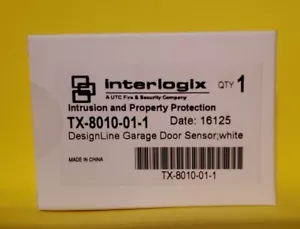 interlogix QTY 1
A UTC Fire & Security Company
Intrusion and Property Protection
TX-8010-01-1 Date: 16125
DesignLine Garage Door Sensor;white
MADE IN CHINA
TX-8010-01-1